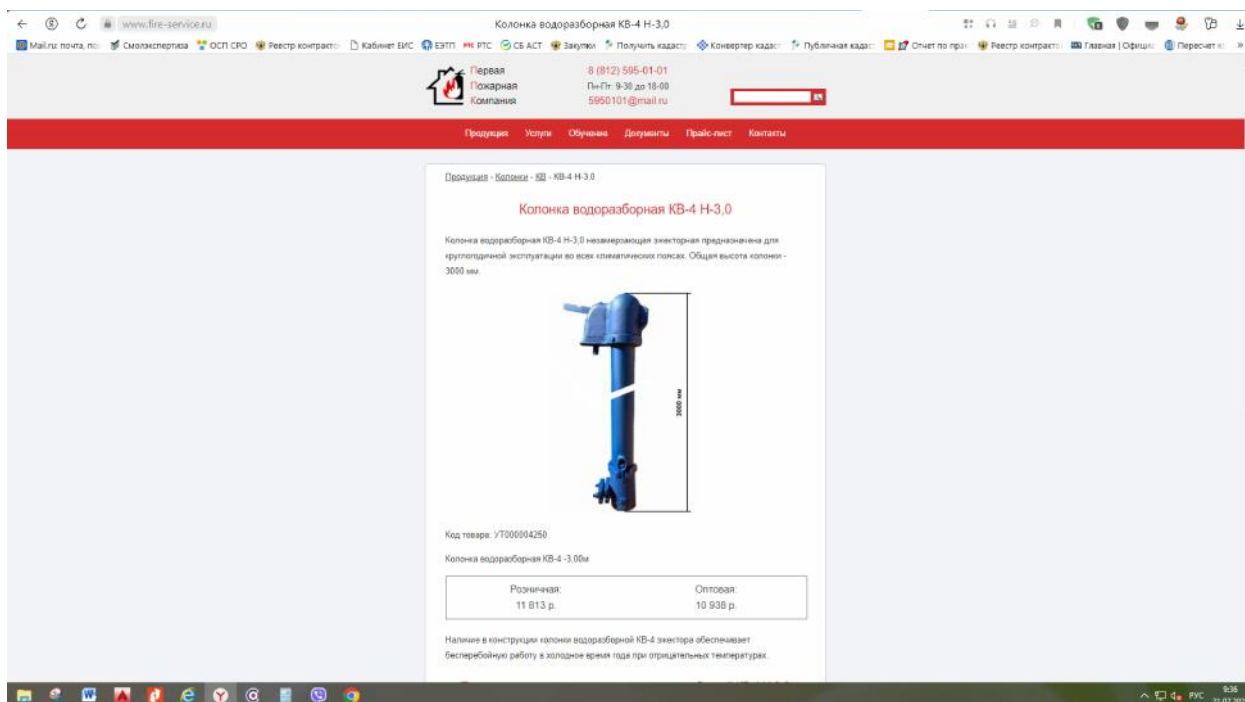 www.fire-service.ru
Колонка водоразборная КВ-4 Н-3,0
Mail.ru: почта, по
Смолэкспертиза
ОСП СРО
Реестр контракто
Кабинет ЕИС
ЕЭТП
РТС
СБ АСТ
Закупки
Получить кадаст
Конвертер кадас
Публичная кадас
Отчет по пра
Реестр контракто
Главная | Официа
Пересчет
Первая
Пожарная
Компания
8 (812) 595-01-01
Пн-Пт: 9-30 до 18-00
5950101@mail.ru
Продукция Услуги Обучение Документы Прайс-лист Контакты
Продукция - Колонки - КВ - КВ-4 Н-3,0
Колонка водоразборная КВ-4 Н-3,0
Колонка водоразборная КВ-4 Н-3,0 незамерзающая эжекторная предназначена для
круглогодичной эксплуатации во всех климатических поясах. Общая высота колонки -
3000 мм.
3000 мм
Код товара: УТ000004250
Колонка водоразборная КВ-4 -3,00м
Розничная: Оптовая:
11 813 р. 10 938 р.
Наличие в конструкции колонки водоразборной КВ-4 эжектора обеспечивает
бесперебойную работу в холодное время года при отрицательных температурах.
РУС
9:36